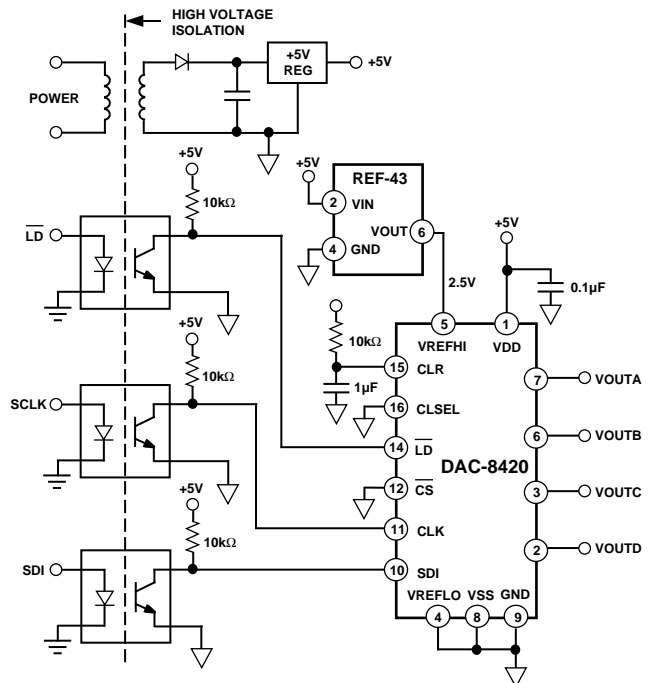 HIGH VOLTAGE
ISOLATION
POWER
+5V
REG
+5V
+5V
10kΩ
LD
+5V
REF-43
2
VIN
VOUT
6
4
GND
2.5V
+5V
0.1µF
5
1
VREFHI
VDD
10kΩ
15
CLR
1µF
16
CLSEL
14
LD
12
CS
11
CLK
10
SDI
DAC-8420
7
VOUTA
6
VOUTB
3
VOUTC
2
VOUTD
VREFLO
VSS
GND
4
8
9
+5V
10kΩ
SCLK
+5V
10kΩ
SDI